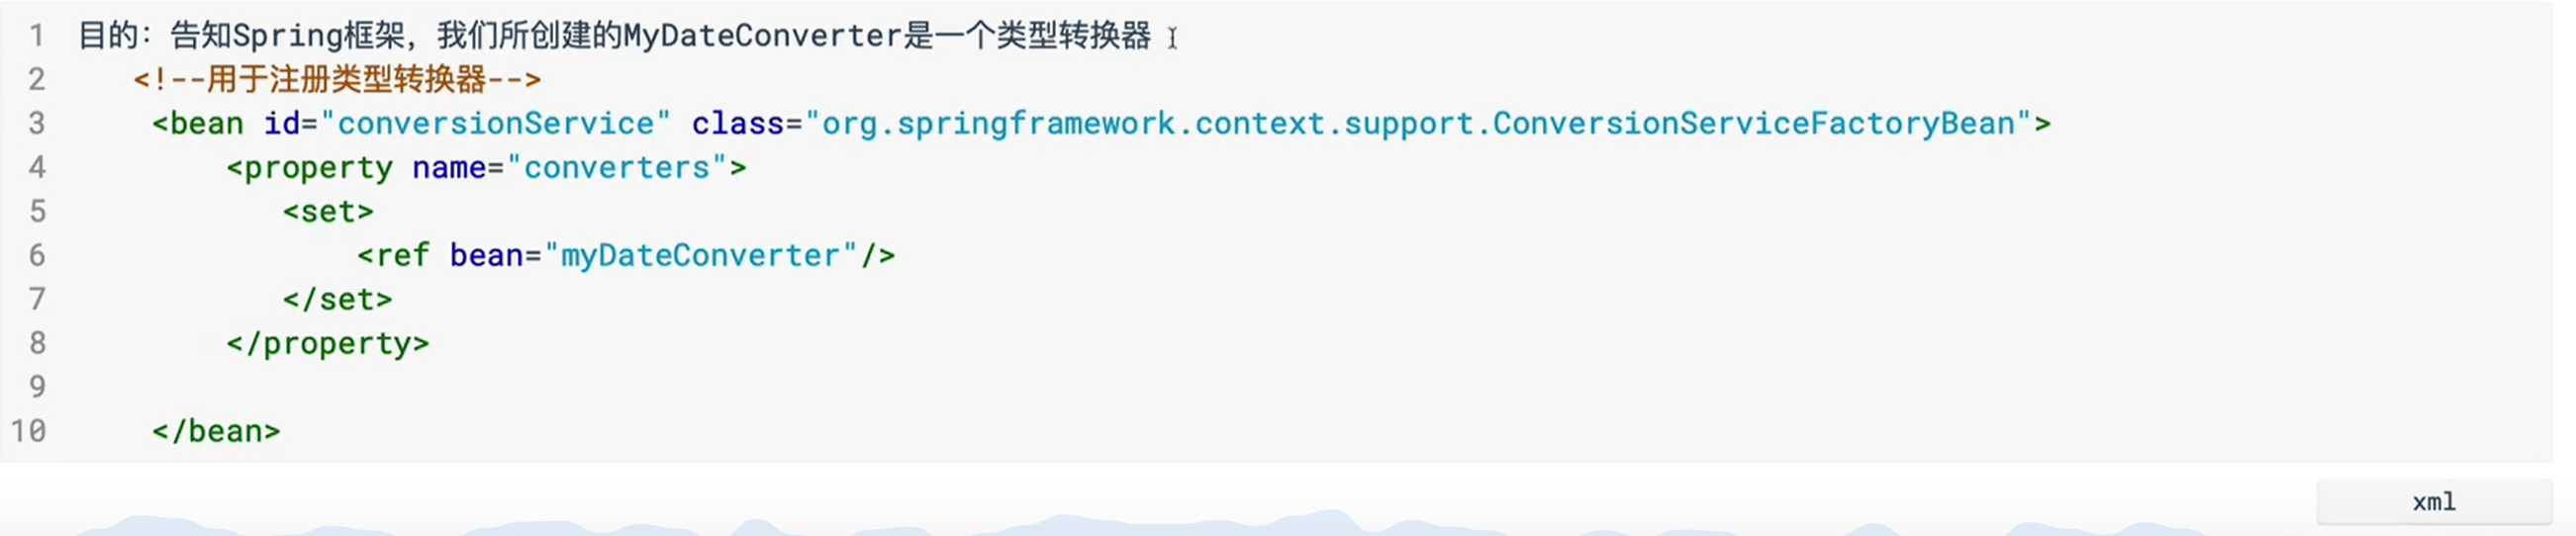 1 目的：告知Spring框架，我们所创建的MyDateConverter是一个类型转换器
2 <!--用于注册类型转换器-->
3 <bean id="conversionService" class="org.springframework.context.support.ConversionServiceFactoryBean">
4 <property name="converters">
5 <set>
6 <ref bean="myDateConverter"/>
7 </set>
8 </property>
9
10 </bean>
xml